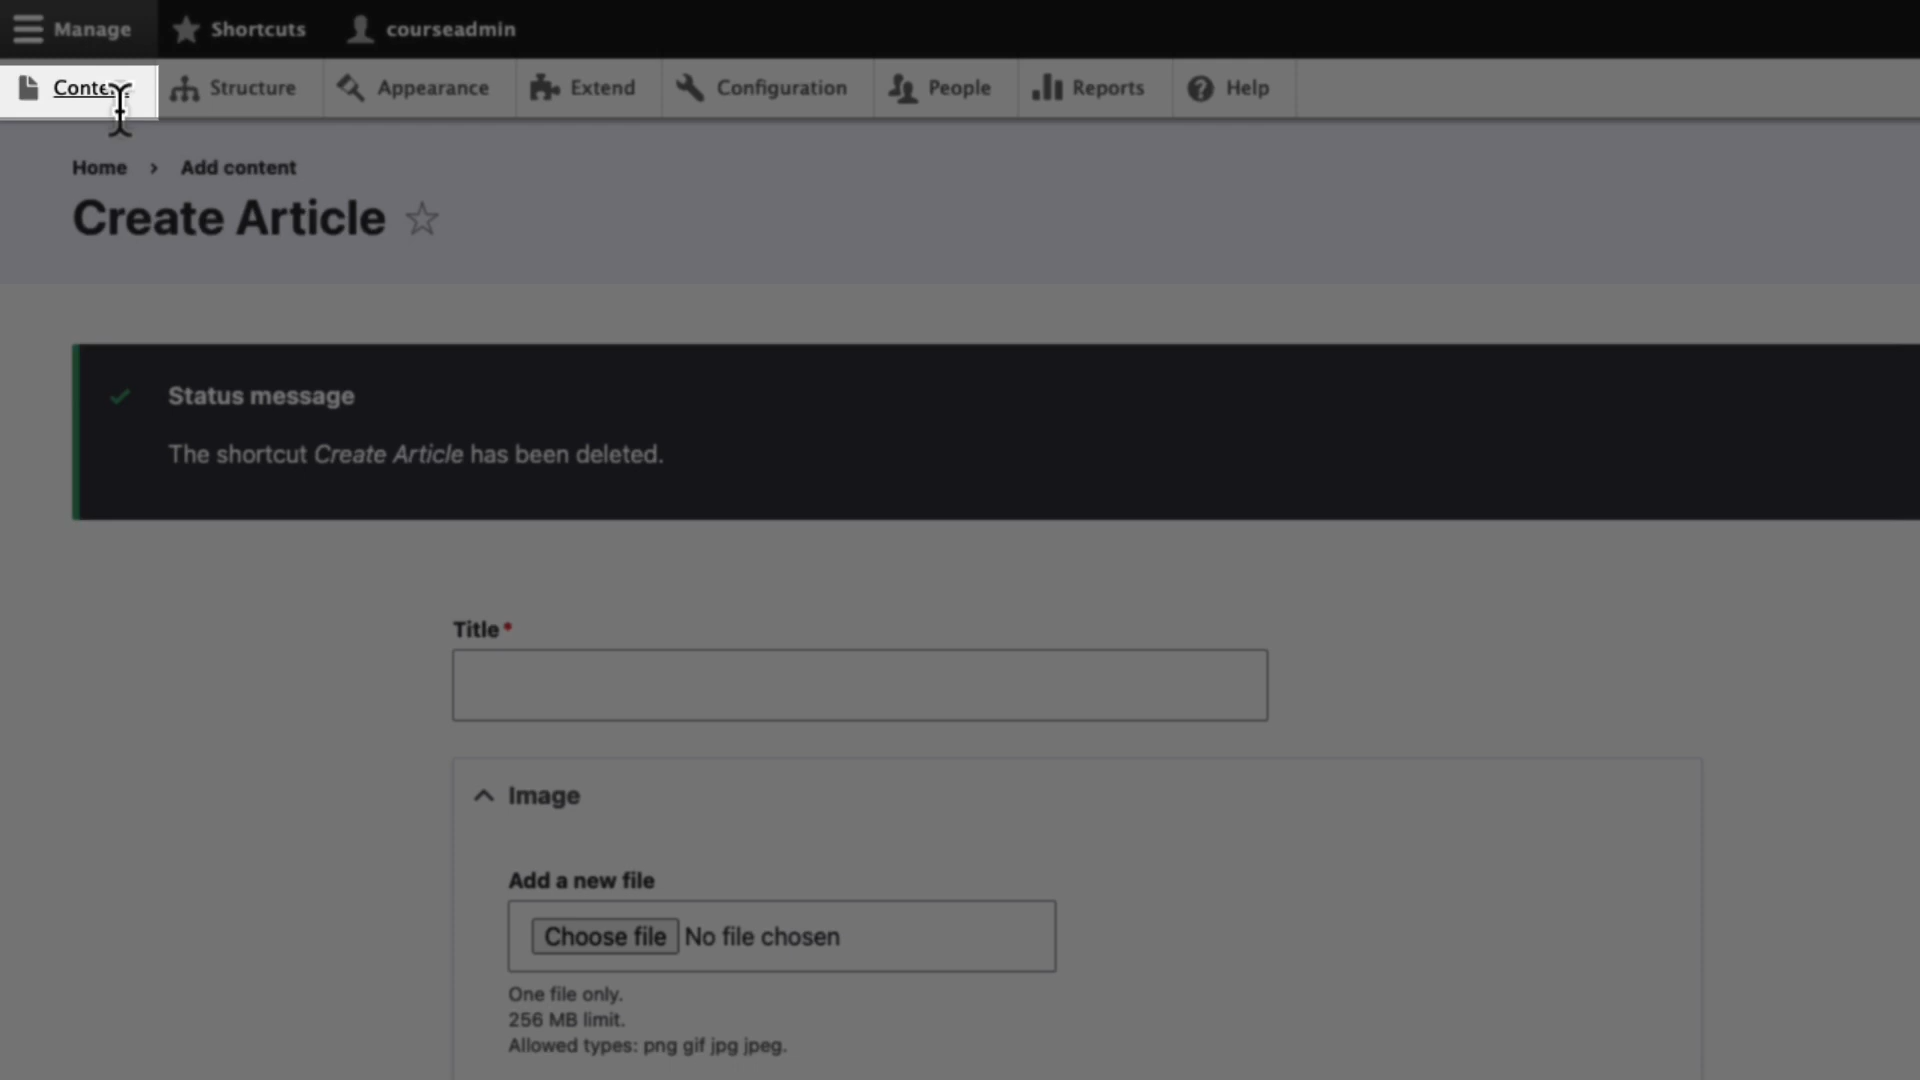 Manage Shortcuts courseadmin
Content Structure Appearance Extend Configuration People Reports Help
Home › Add content
Create Article
Status message
The shortcut Create Article has been deleted.
Title*
Image
Add a new file
Choose file No file chosen
One file only.
256 MB limit.
Allowed types: png gif jpg jpeg.